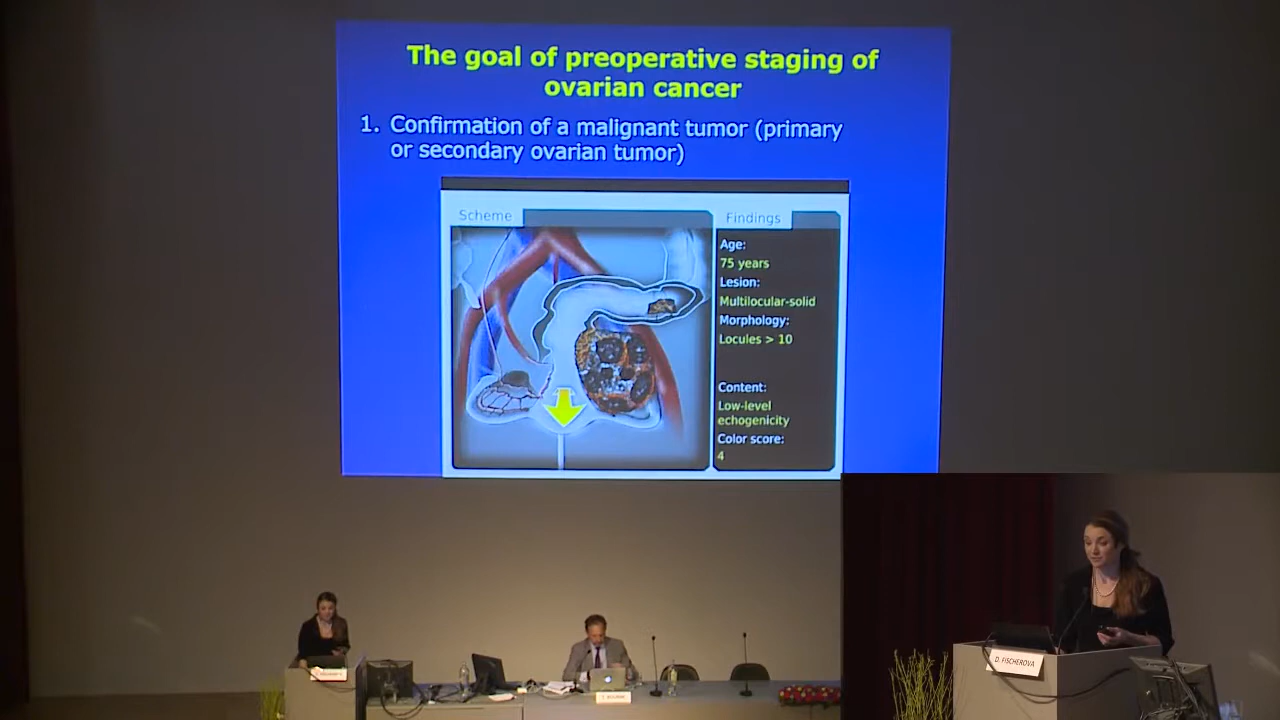 The goal of preoperative staging of
ovarian cancer
1. Confirmation of a malignant tumor (primary
or secondary ovarian tumor)
Scheme
Findings
Age:
75 years
Lesion:
Multilocular-solid
Morphology:
Locules > 10
Content:
Low-level
echogenicity
Color score:
4
D. FISCHEROVA